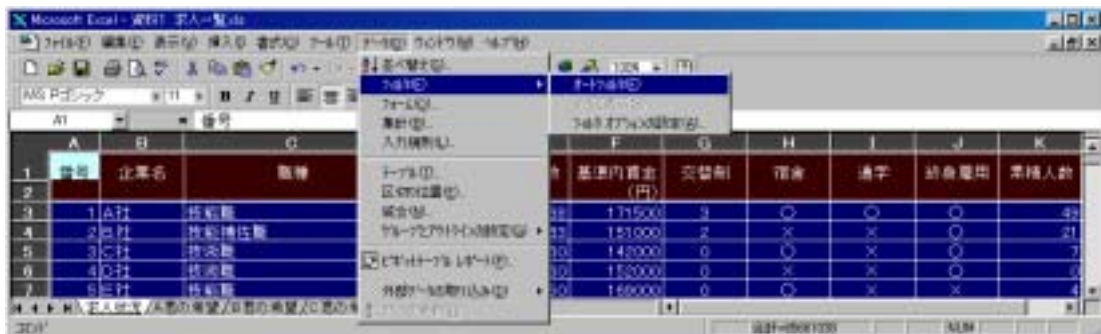 Microsoft Excel - 資料1 求人一覧.xls
ファイル(F) 編集(E) 表示(V) 挿入(I) 書式(O) ツール(T) データ(D) ウィンドウ(W) ヘルプ(H)
並べ替え(S)...
フィルタ(F)
オートフィルタ(F)
フォーム(O)...
集計(B)...
フィルタ オプションの設定(A)...
入力規則(L)...
テーブル(T)...
区切り位置(E)...
統合(N)...
グループとアウトラインの設定(G)
ピボットテーブル レポート(P)...
外部データの取り込み(D)
MS Pゴシック 11 B I U
100%
A1 = 番号
A B C F G H I J K
1 番号 企業名 職種 基準内賃金 交替制 宿舎 通学 終身雇用 累積人数
2 (円)
3 1 A社 技能職 171500 3 ○ ○ ○ 49
4 2 B社 技能補佐職 151000 2 ○ × ○ 21
5 3 C社 142000 0 ○ × ○ 7
6 4 D社 152000 0 × × × 0
7 5 E社 技能職 169000 0 ○ × × 4
求人状況 A君の希望 B君の希望 C君の希
コマンド NUM